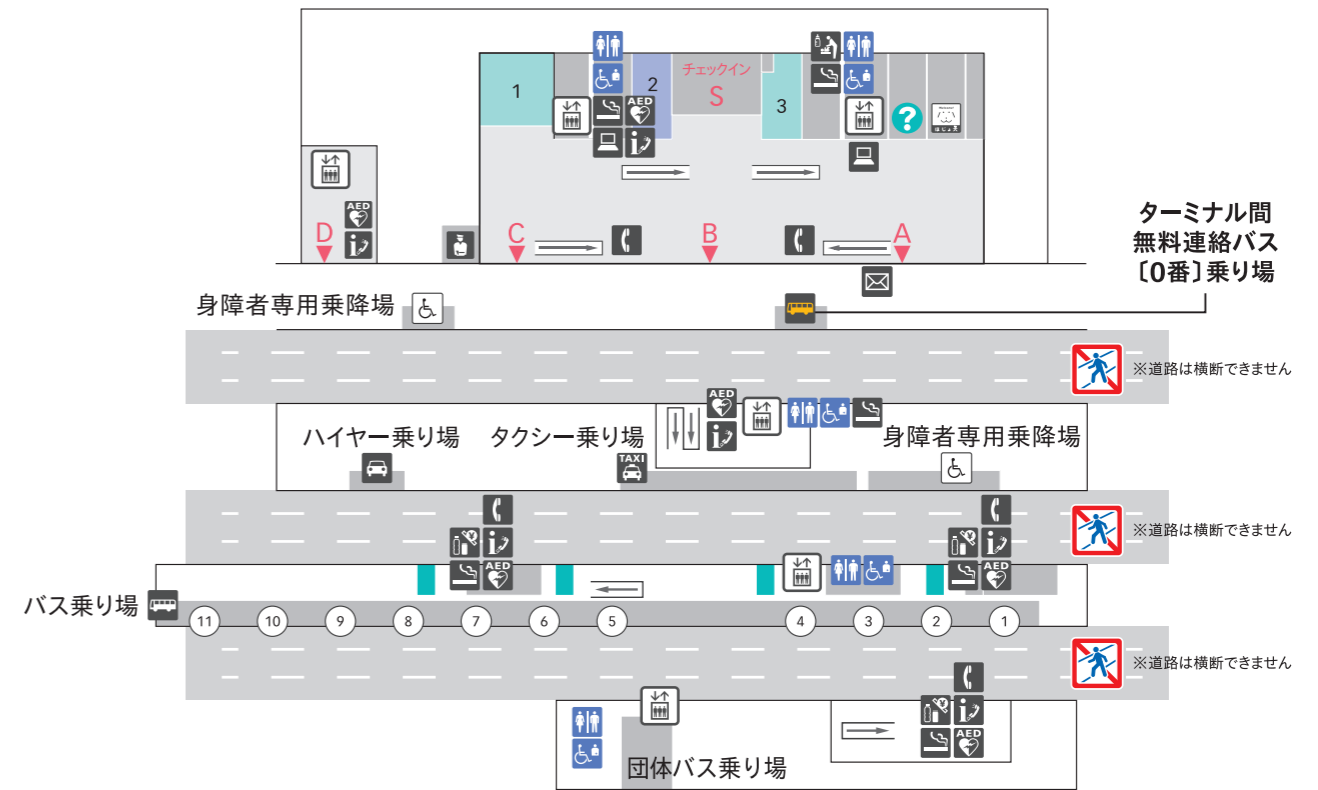 チェックイン
S
1
2
3
AED
?
AED
D
C
B
A
ターミナル間
無料連絡バス
〔0番〕乗り場
身障者専用乗降場
※道路は横断できません
AED
ハイヤー乗り場
タクシー乗り場
TAXI
身障者専用乗降場
※道路は横断できません
AED
AED
バス乗り場
11
10
9
8
7
6
5
4
3
2
1
※道路は横断できません
AED
団体バス乗り場